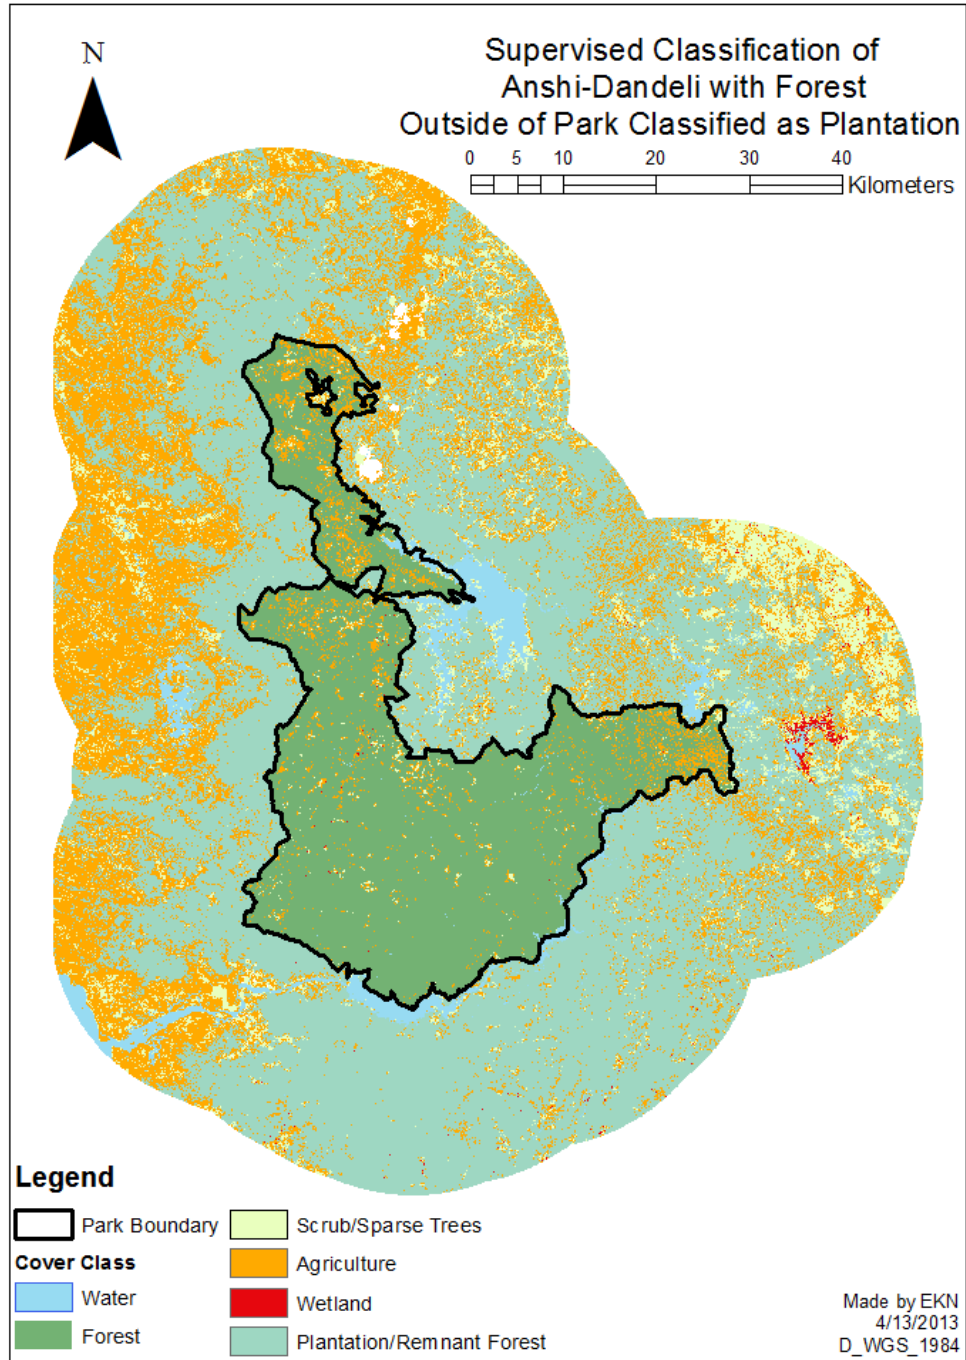 N
Supervised Classification of
Anshi-Dandeli with Forest
Outside of Park Classified as Plantation
0 5 10 20 30 40
Kilometers
Legend
Park Boundary
Cover Class
Water
Forest
Scrub/Sparse Trees
Agriculture
Wetland
Plantation/Remnant Forest
Made by EKN
4/13/2013
D_WGS_1984